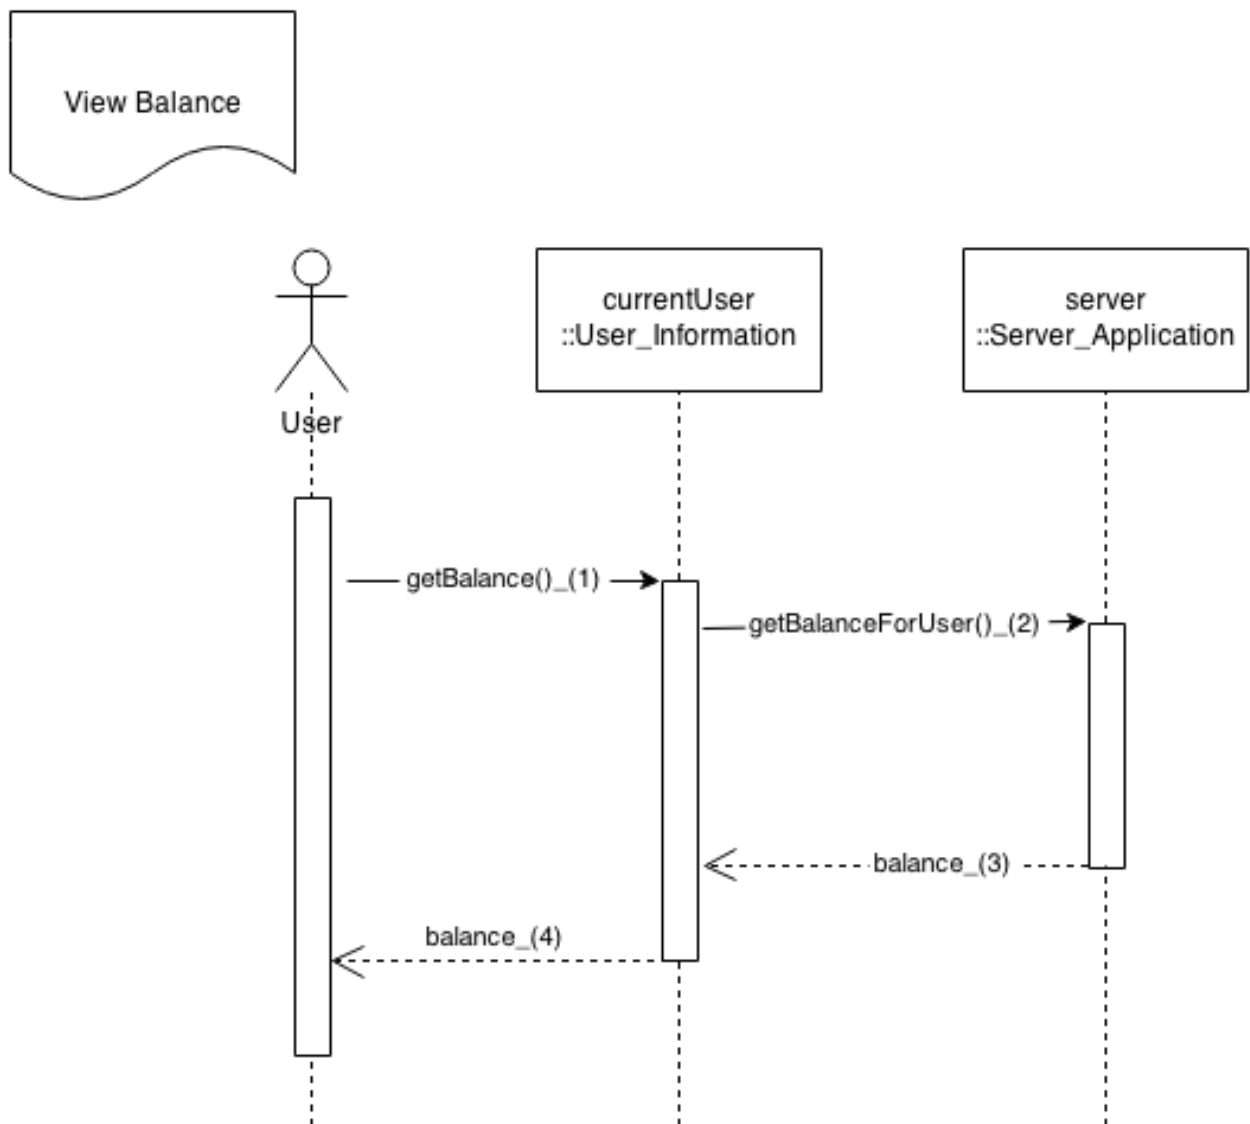 View Balance
currentUser
::User_Information
server
::Server_Application
User
getBalance()_(1)
getBalanceForUser()_(2)
balance_(3)
balance_(4)